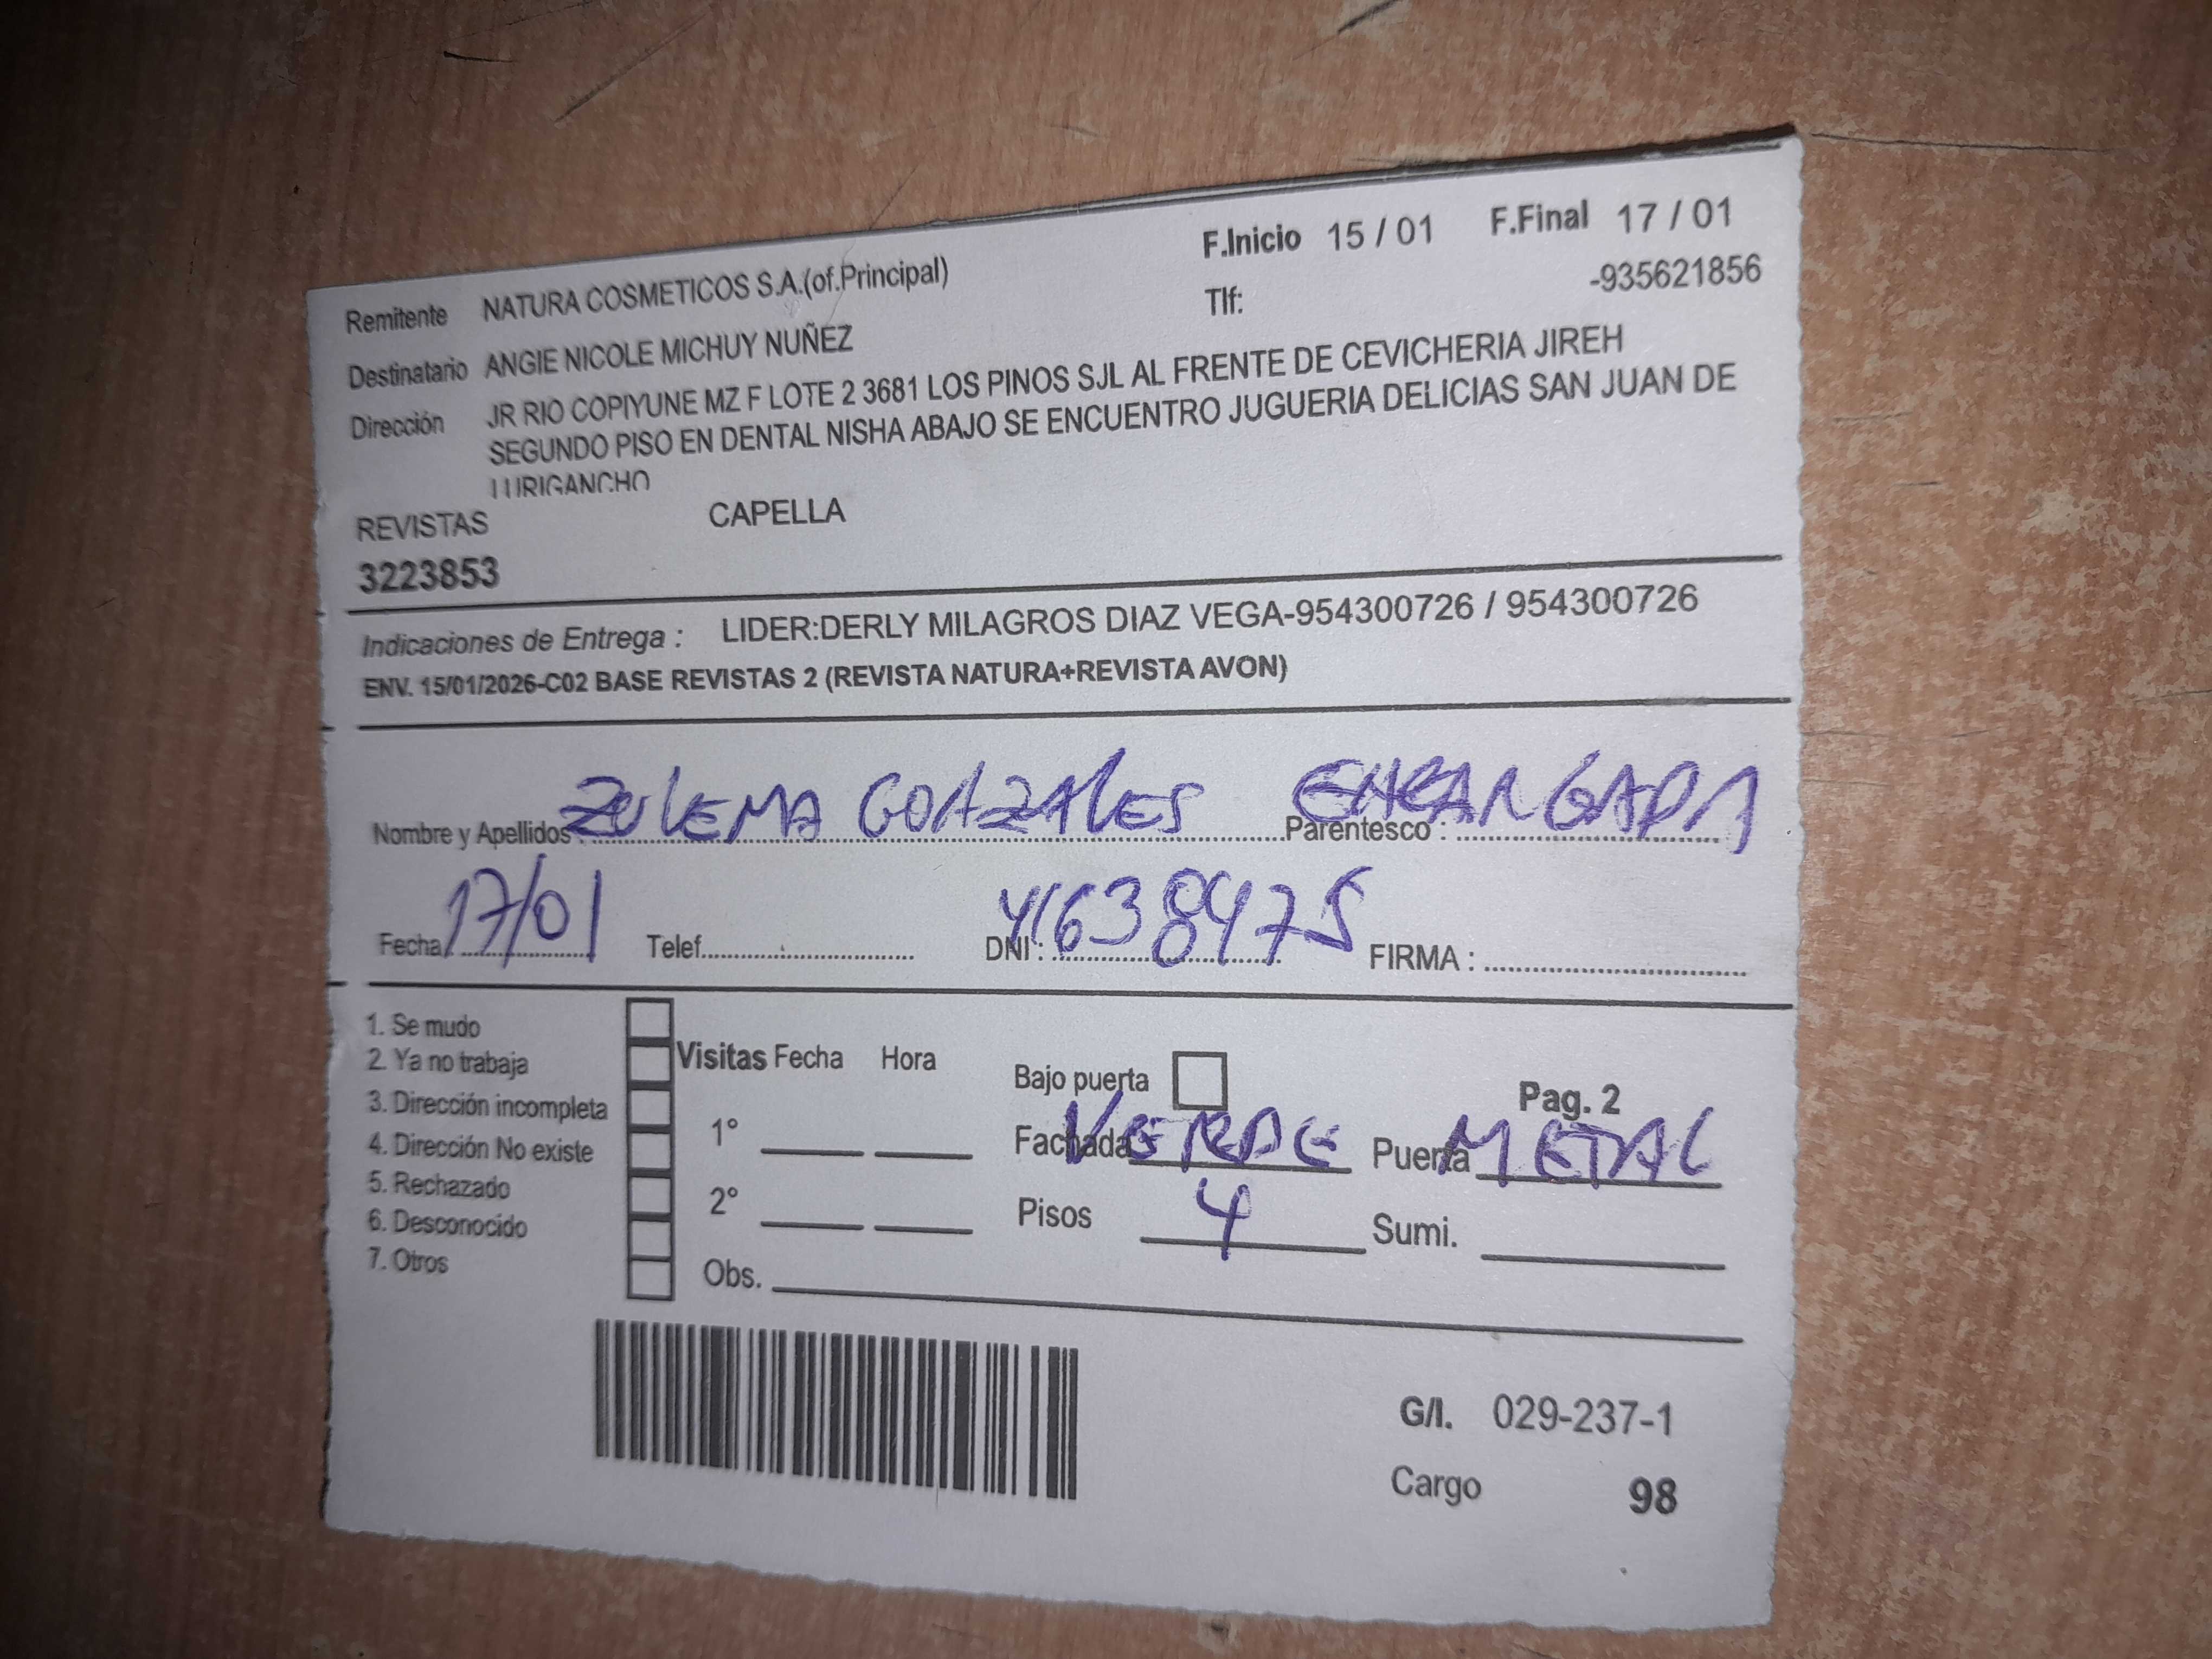 F.Inicio 15 / 01 F.Final 17 / 01
Remitente NATURA COSMETICOS S.A.(of.Principal) Tlf: -935621856
Destinatario ANGIE NICOLE MICHUY NUÑEZ
Dirección JR RIO COPIYUNE MZ F LOTE 2 3681 LOS PINOS SJL AL FRENTE DE CEVICHERIA JIREH
SEGUNDO PISO EN DENTAL NISHA ABAJO SE ENCUENTRO JUGUERIA DELICIAS SAN JUAN DE
LURIGANCHO
REVISTAS CAPELLA
3223853
Indicaciones de Entrega : LIDER:DERLY MILAGROS DIAZ VEGA-954300726 / 954300726
ENV. 15/01/2026-C02 BASE REVISTAS 2 (REVISTA NATURA+REVISTA AVON)
Nombre y Apellidos : ZULEMA GONZALES Parentesco : ENCARGADA
Fecha 17/01 Telef. DNI : 41638475 FIRMA :
1. Se mudo
2. Ya no trabaja Visitas Fecha Hora Bajo puerta
3. Dirección incompleta Pag. 2
4. Dirección No existe 1° Fachada VERDE Puerta METAL
5. Rechazado 2° Pisos 4 Sumi.
6. Desconocido
7. Otros Obs.
G/I. 029-237-1
Cargo 98